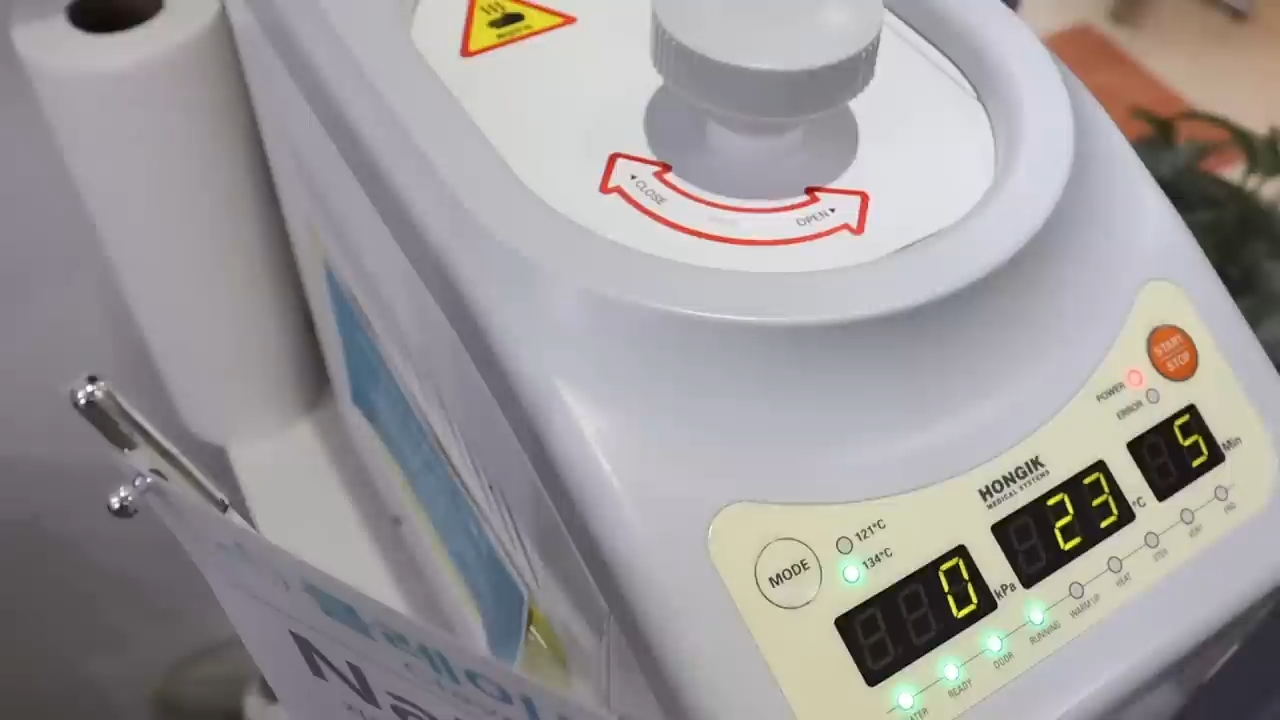 ◄CLOSE
OPEN►
START
STOP
POWER
ERROR
HONGIK
MEDICAL SYSTEMS
MODE
121°C
134°C
0
kPa
23
°C
5
Min
READY
DOOR
RUNNING
WARM UP
HEAT
STER
VENT
END